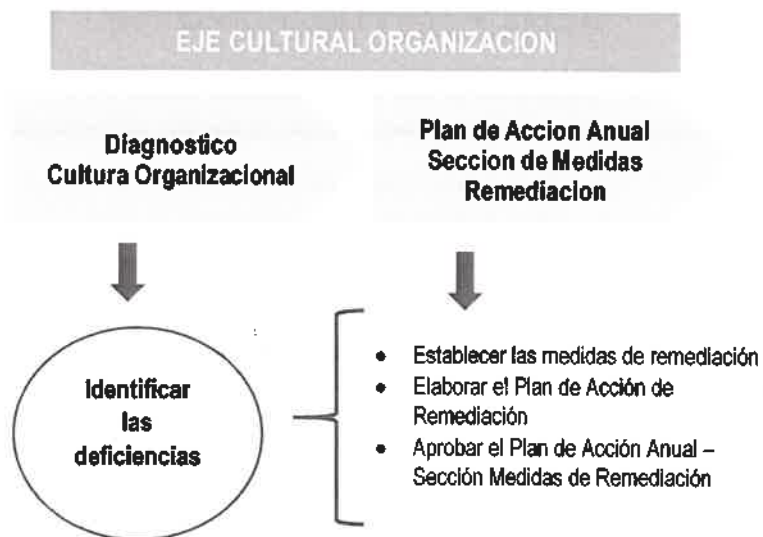 EJE CULTURAL ORGANIZACION
Diagnostico
Cultura Organizacional
Plan de Accion Anual
Seccion de Medidas
Remediacion
Identificar
las
deficiencias
• Establecer las medidas de remediación
• Elaborar el Plan de Acción de
Remediación
• Aprobar el Plan de Acción Anual –
Sección Medidas de Remediación